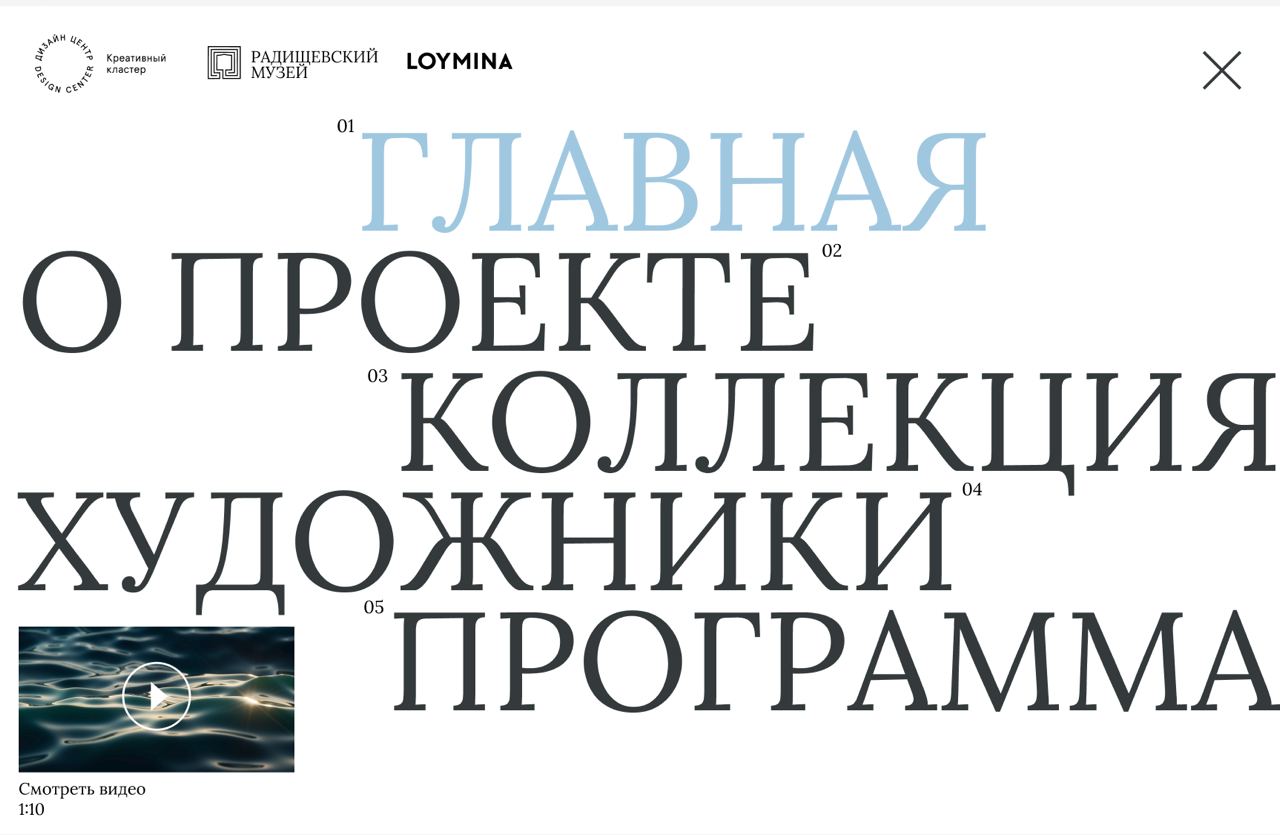 ДИЗАЙН ЦЕНТР
DESIGN CENTER
Креативный
кластер
РАДИЩЕВСКИЙ
МУЗЕЙ
LOYMINA
01
ГЛАВНАЯ
О ПРОЕКТЕ
02
03
КОЛЛЕКЦИЯ
ХУДОЖНИКИ
04
05
ПРОГРАММА
Смотреть видео
1:10